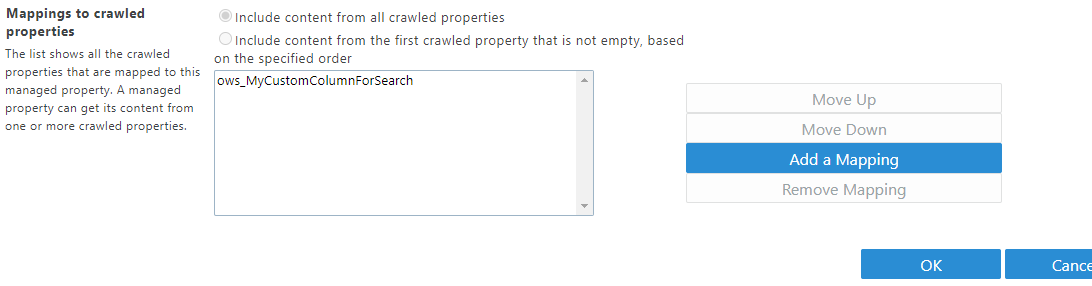 Mappings to crawled
properties
The list shows all the crawled
properties that are mapped to this
managed property. A managed
property can get its content from
one or more crawled properties.
Include content from all crawled properties
Include content from the first crawled property that is not empty, based
on the specified order
ows_MyCustomColumnForSearch
Move Up
Move Down
Add a Mapping
Remove Mapping
OK
Cance